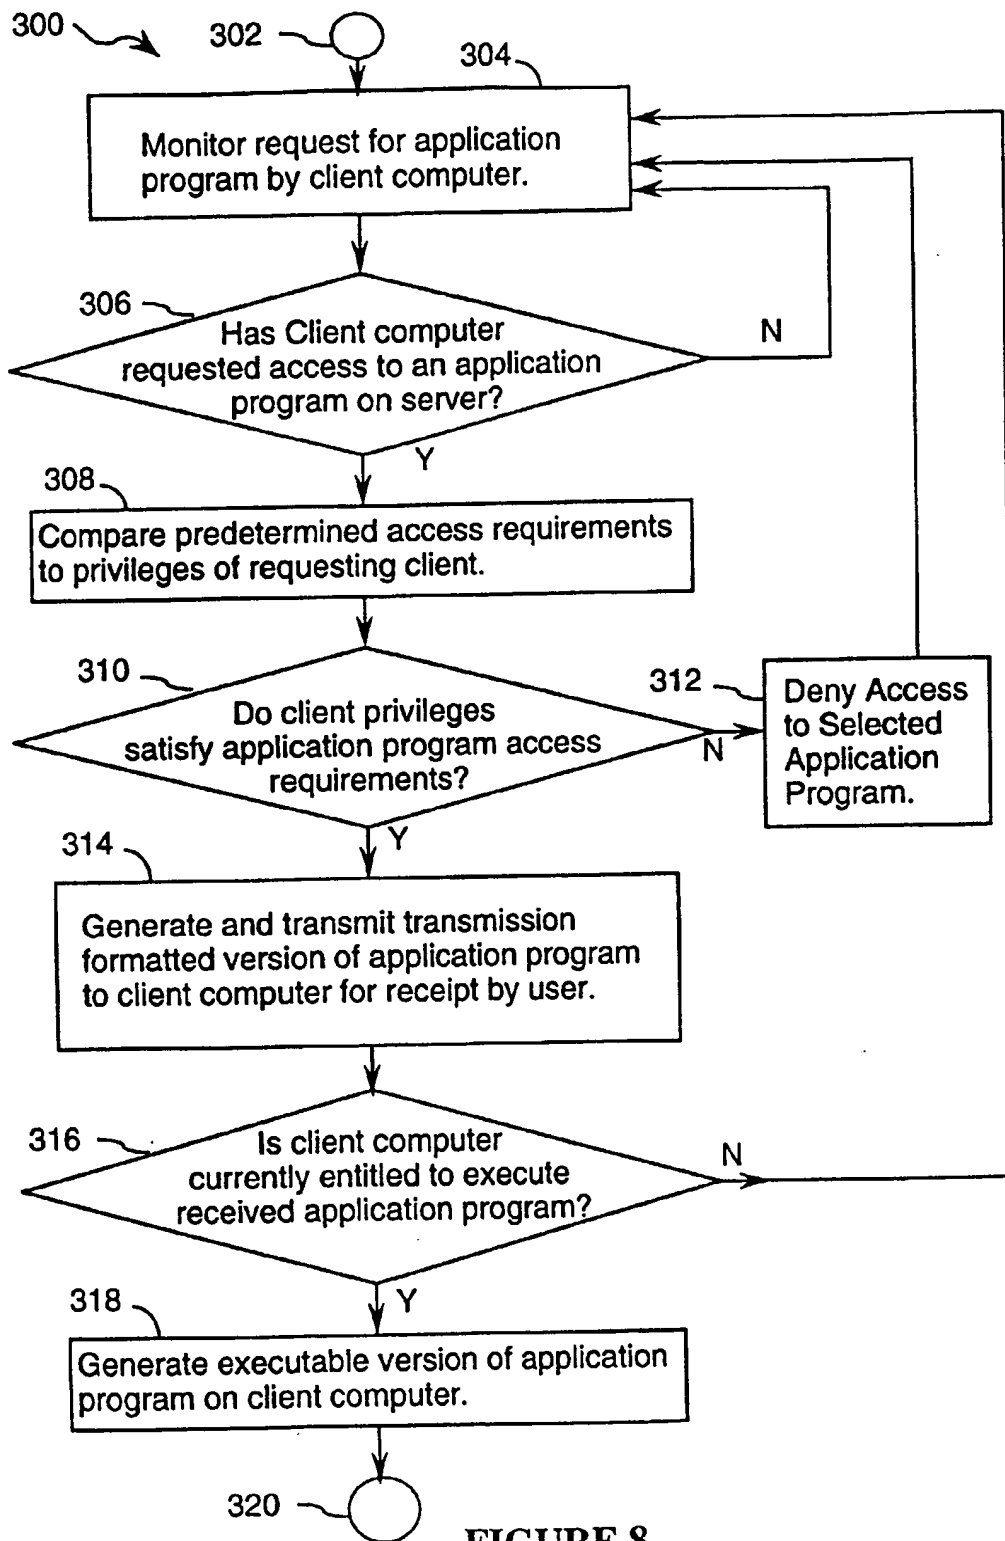 300
302
304
Monitor request for application
program by client computer.
306
Has Client computer
requested access to an application
program on server?
N
Y
308
Compare predetermined access requirements
to privileges of requesting client.
310
Do client privileges
satisfy application program access
requirements?
N
312
Deny Access
to Selected
Application
Program.
Y
314
Generate and transmit transmission
formatted version of application program
to client computer for receipt by user.
316
Is client computer
currently entitled to execute
received application program?
N
Y
318
Generate executable version of application
program on client computer.
320
FIGURE 8